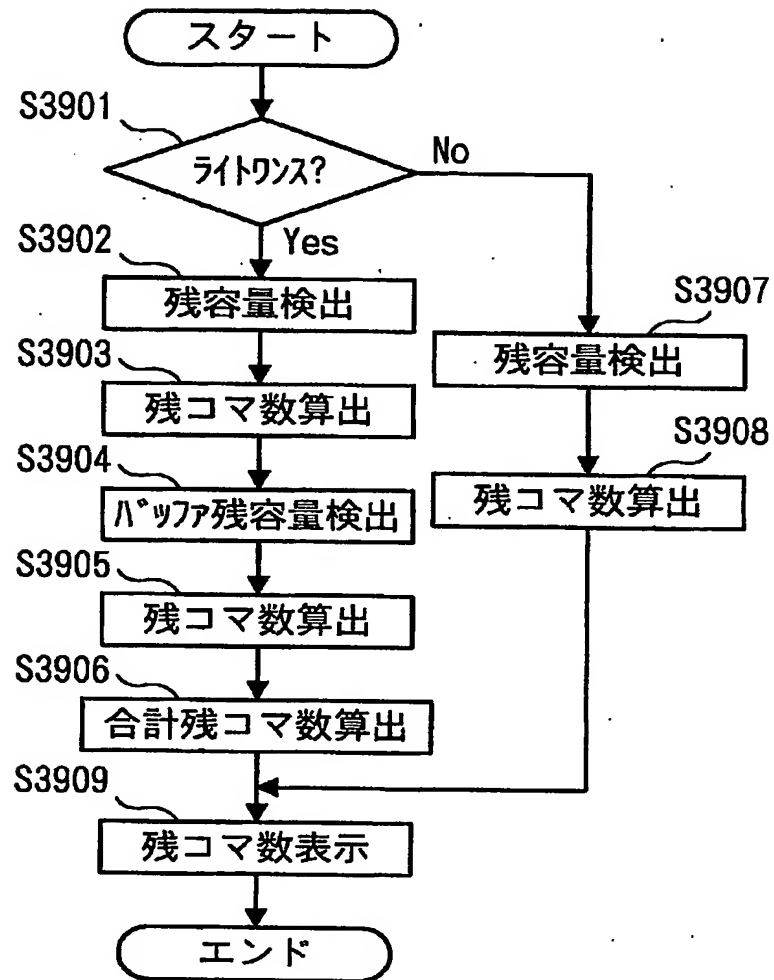 スタート
S3901
ライトワンス?
No
Yes
S3902
残容量検出
S3903
残コマ数算出
S3904
バッファ残容量検出
S3905
残コマ数算出
S3906
合計残コマ数算出
S3907
残容量検出
S3908
残コマ数算出
S3909
残コマ数表示
エンド